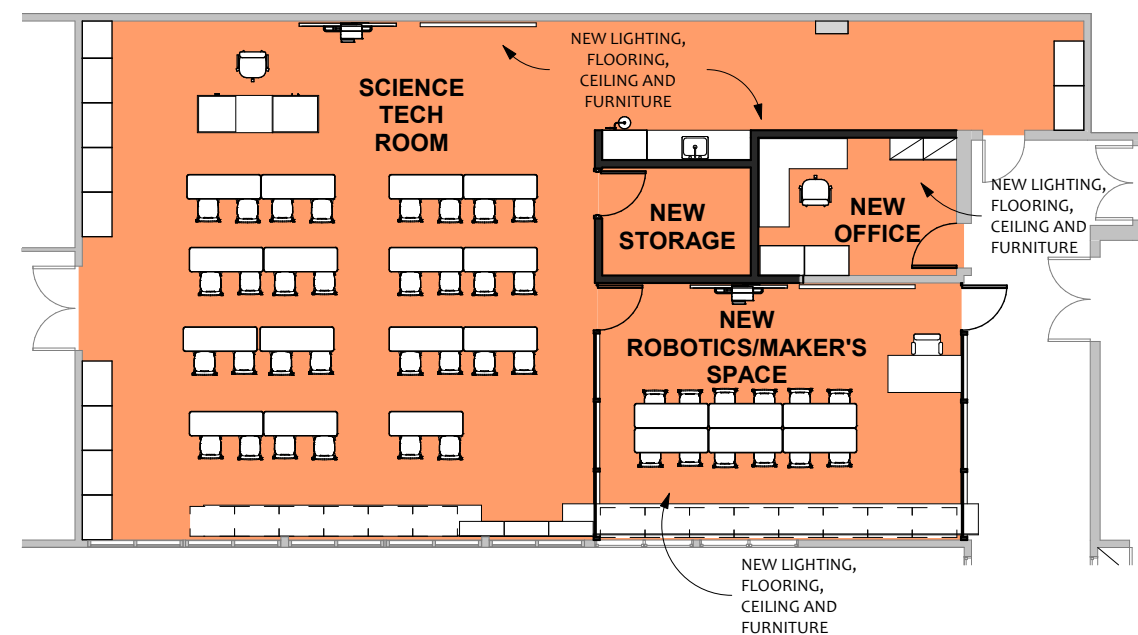 NEW LIGHTING,
FLOORING,
CEILING AND
FURNITURE
SCIENCE
TECH
ROOM
NEW
STORAGE
NEW
OFFICE
NEW LIGHTING,
FLOORING,
CEILING AND
FURNITURE
NEW
ROBOTICS/MAKER'S
SPACE
NEW LIGHTING,
FLOORING,
CEILING AND
FURNITURE